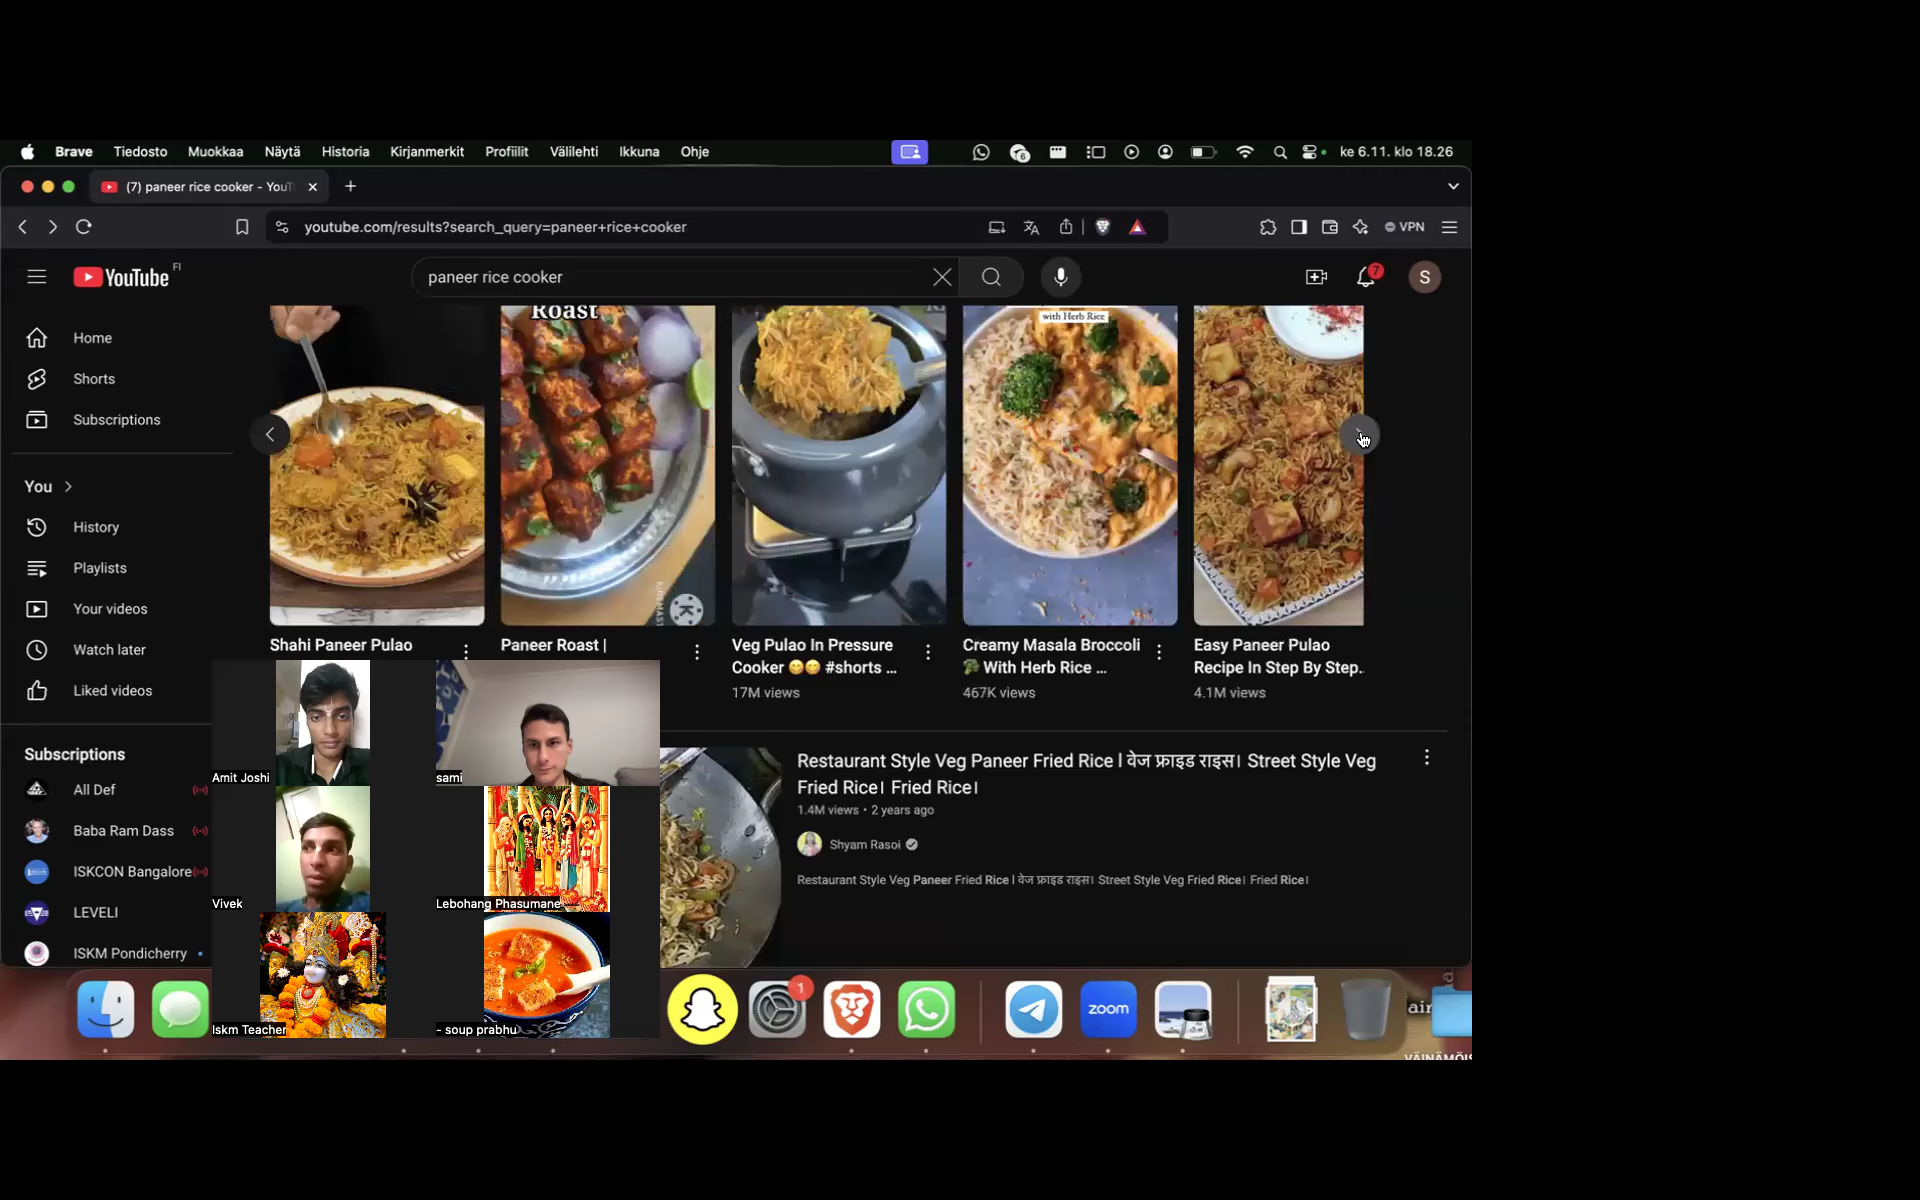 Brave Tiedosto Muokkaa Näytä Historia Kirjanmerkit Profiilit Välilehti Ikkuna Ohje
6
ke 6.11. klo 18.26
(7) paneer rice cooker - YouT
youtube.com/results?search_query=paneer+rice+cooker
VPN
YouTube FI
paneer rice cooker
7
S
Home
Shorts
Subscriptions
You
History
Playlists
Your videos
Watch later
Liked videos
Subscriptions
All Def
Baba Ram Dass
ISKCON Bangalore
LEVELI
ISKM Pondicherry
Roast
with Herb Rice
Shahi Paneer Pulao
Paneer Roast |
Veg Pulao In Pressure
Cooker 😋😋 #shorts ...
17M views
Creamy Masala Broccoli
🥦 With Herb Rice ...
467K views
Easy Paneer Pulao
Recipe In Step By Step..
4.1M views
Restaurant Style Veg Paneer Fried Rice l वेज फ्राइड राइस। Street Style Veg
Fried Rice। Fried Rice।
1.4M views • 2 years ago
Shyam Rasoi
Restaurant Style Veg Paneer Fried Rice l वेज फ्राइड राइस। Street Style Veg Fried Rice। Fried Rice।
Amit Joshi
sami
Vivek
Lebohang Phasumane
Iskm Teacher
- soup prabhu
1
zoom
air
VÄINÄMÖIS